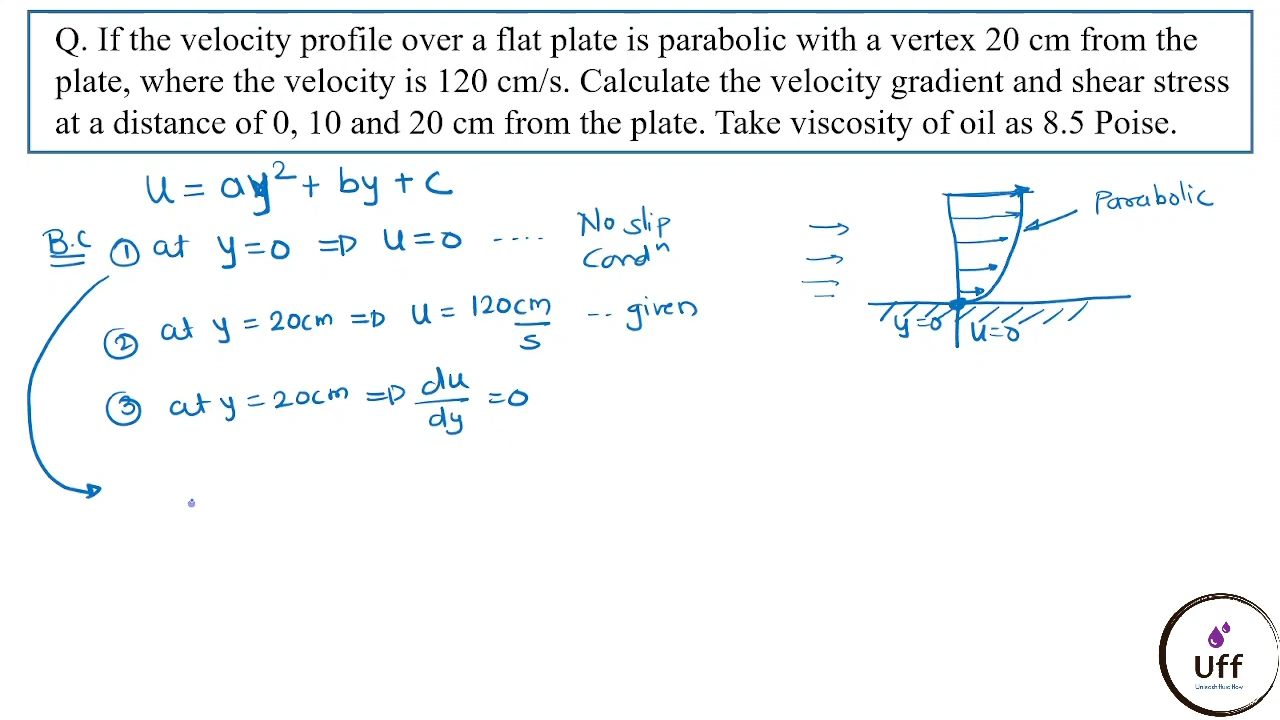 Q. If the velocity profile over a flat plate is parabolic with a vertex 20 cm from the
plate, where the velocity is 120 cm/s. Calculate the velocity gradient and shear stress
at a distance of 0, 10 and 20 cm from the plate. Take viscosity of oil as 8.5 Poise.
u = ay² + by + c
B.C ① at y = 0 ⇒ u = 0 .... No slip condⁿ
② at y = 20cm ⇒ u = 120 cm/s .. given
③ at y = 20cm ⇒ du/dy = 0
Parabolic
y=0 u=0
Uff